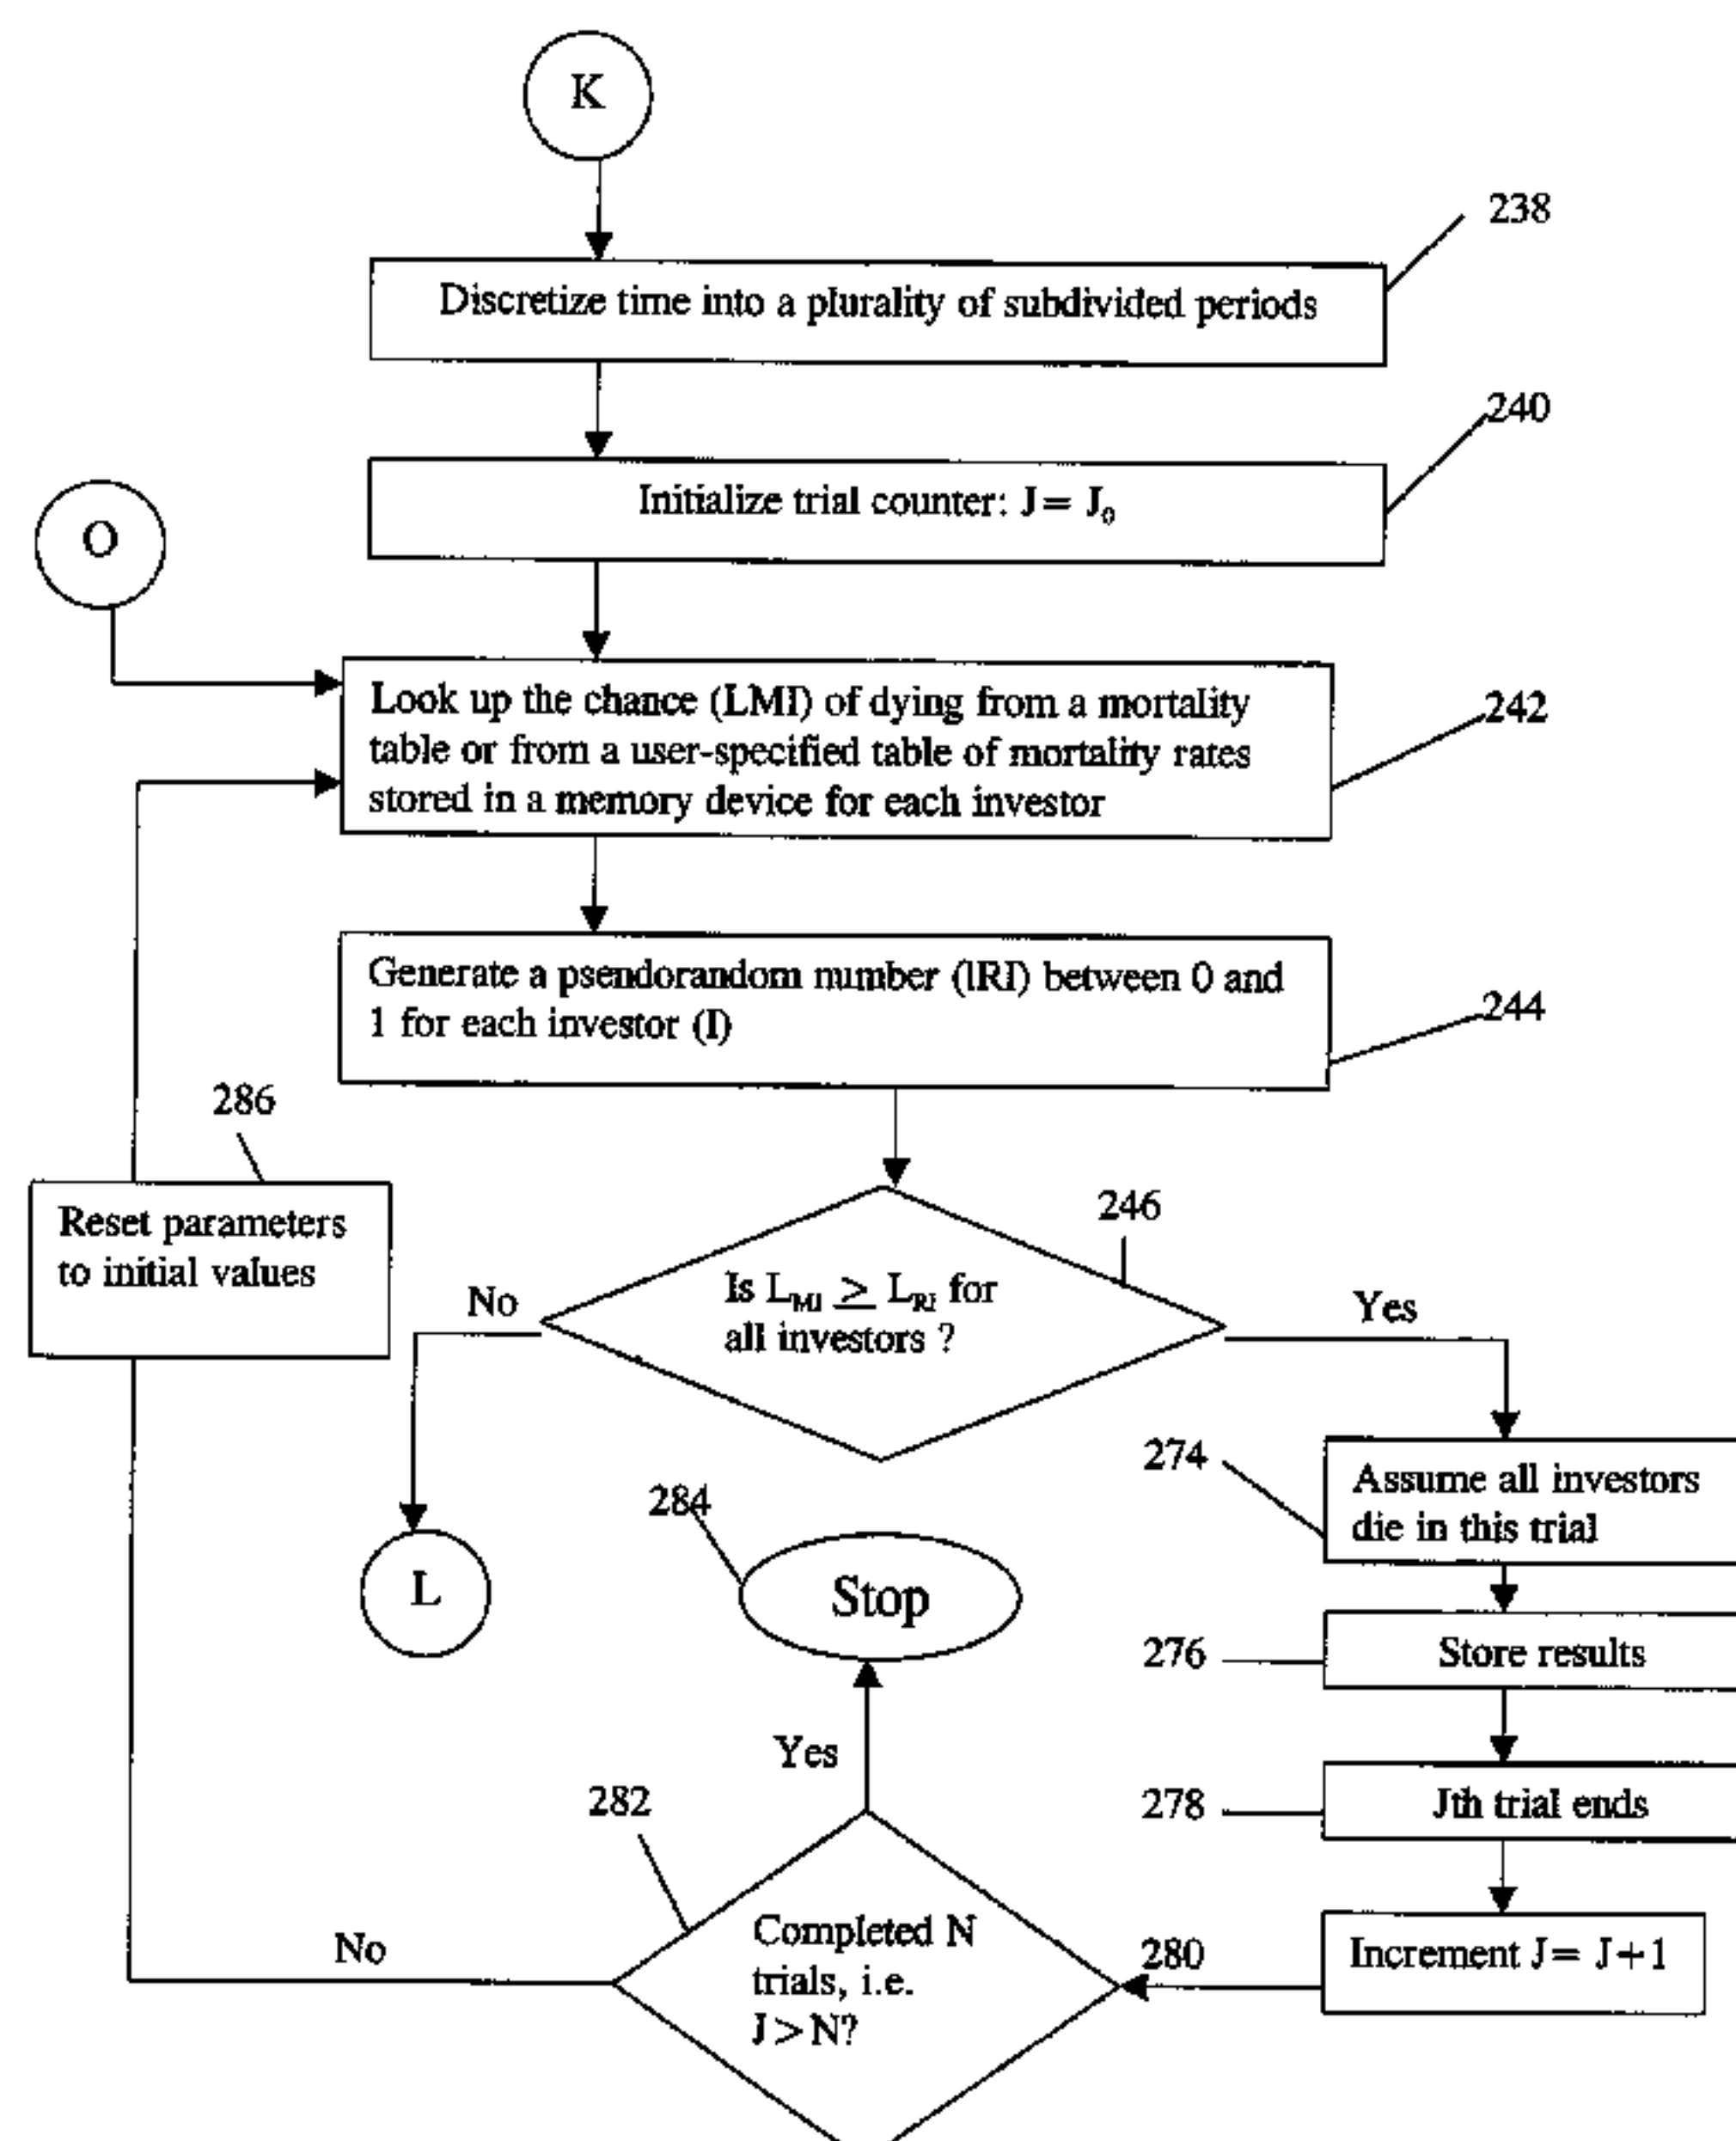 K
238
Discretize time into a plurality of subdivided periods
240
Initialize trial counter: J = J₀
O
242
Look up the chance (LMI) of dying from a mortality
table or from a user-specified table of mortality rates
stored in a memory device for each investor
Generate a psendorandom number (lRI) between 0 and
1 for each investor (I)
244
286
Reset parameters
to initial values
246
Is L_MI ≥ L_RI for
all investors ?
No
Yes
274
Assume all investors
die in this trial
284
L
Stop
276
Store results
Yes
282
278
Jth trial ends
Completed N
trials, i.e.
J > N?
No
280
Increment J = J+1